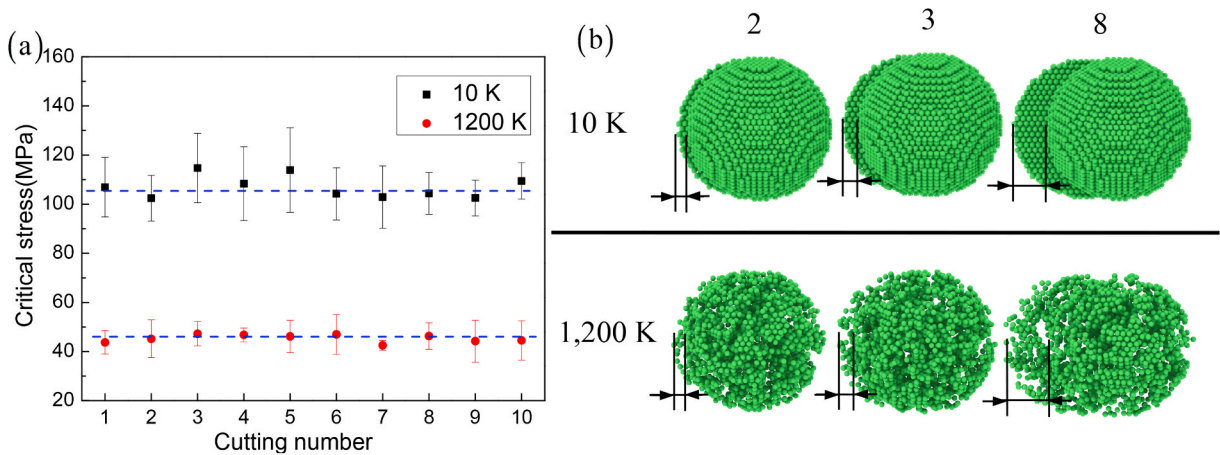 (a)
160
140
120
100
80
60
40
20
Critical stress(MPa)
10 K
1200 K
1 2 3 4 5 6 7 8 9 10
Cutting number
(b)
2 3 8
10 K
1,200 K